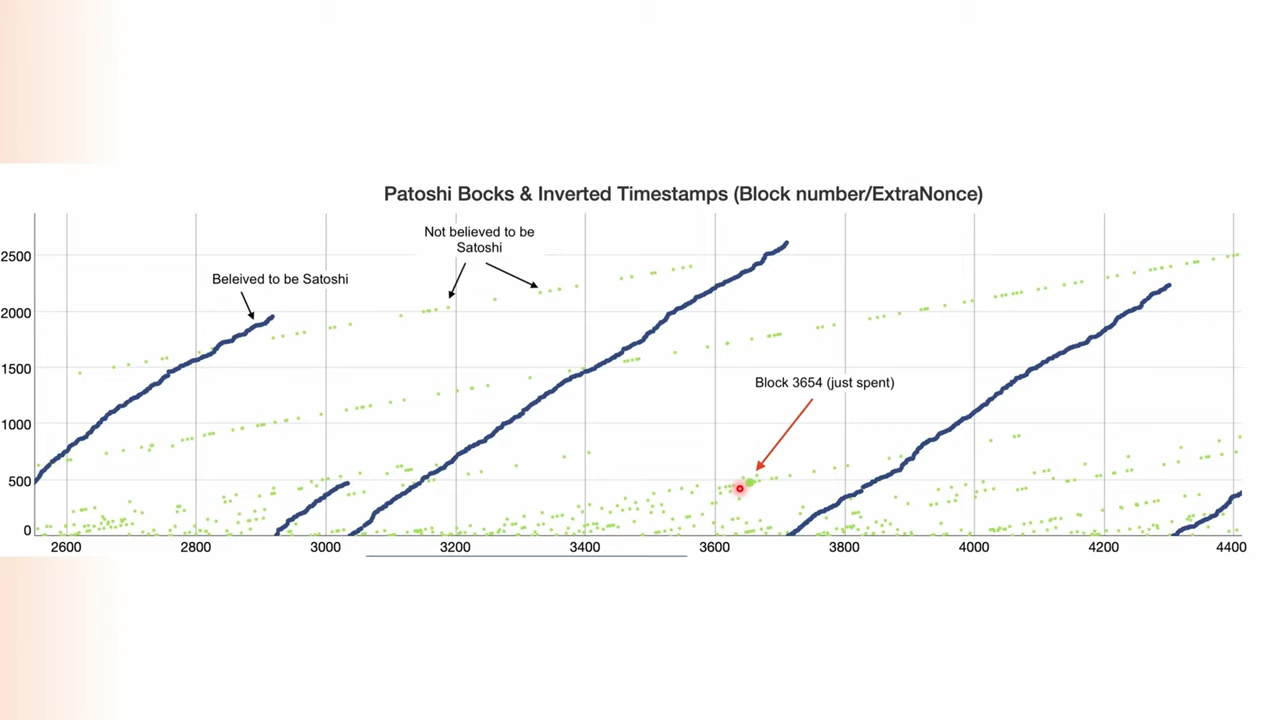 Patoshi Bocks & Inverted Timestamps (Block number/ExtraNonce)
Not believed to be
Satoshi
Beleived to be Satoshi
Block 3654 (just spent)
2500
2000
1500
1000
500
0
2600 2800 3000 3200 3400 3600 3800 4000 4200 4400